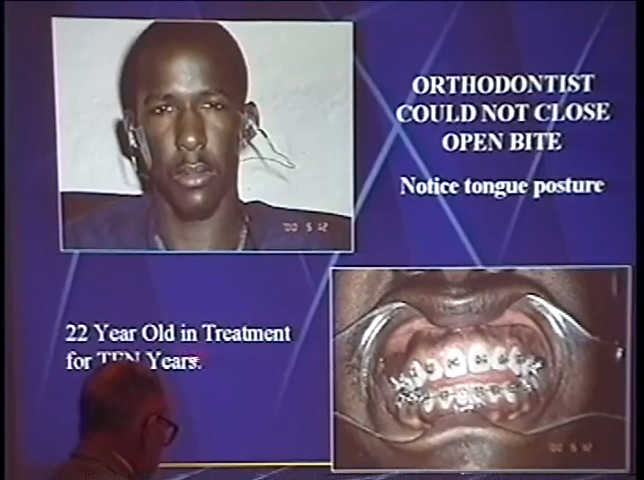 ORTHODONTIST
COULD NOT CLOSE
OPEN BITE
Notice tongue posture
'00 5 12
22 Year Old in Treatment
for TEN Years.
'00 5 12